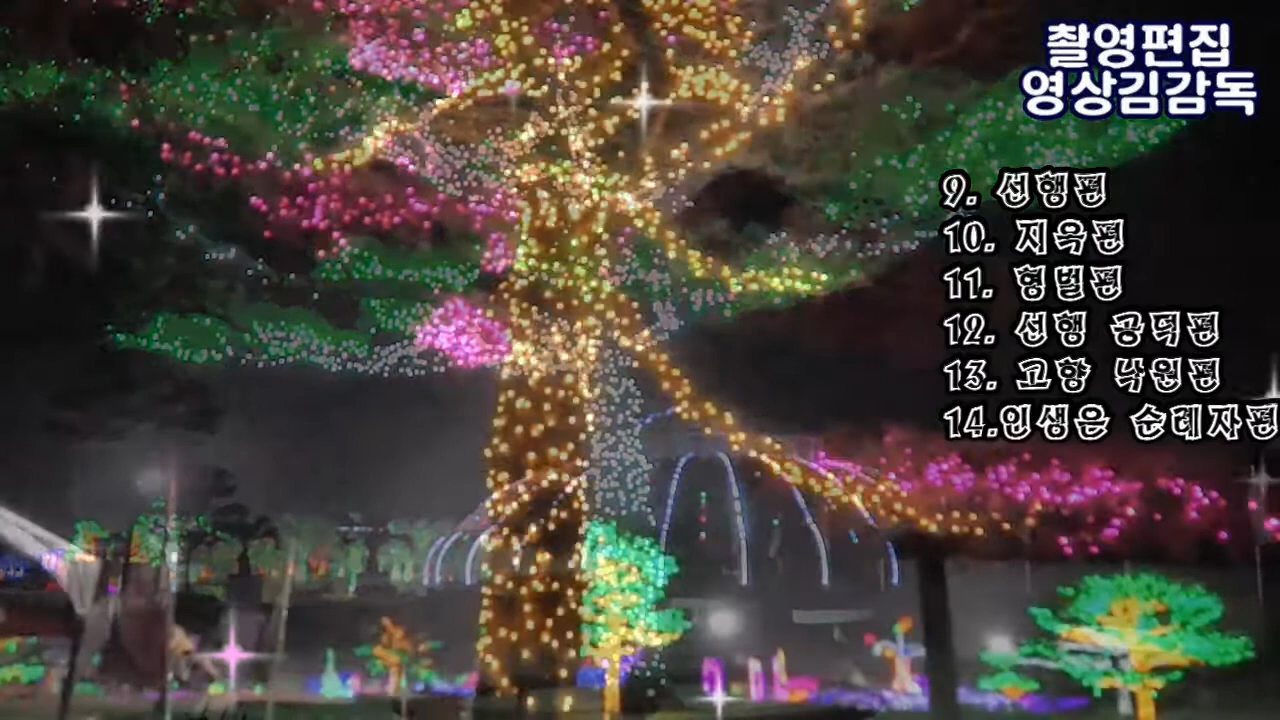 촬영편집
영상김감독
9. 선행편
10. 지옥편
11. 형벌편
12. 선행 공덕편
13. 고향 낙원편
14.인생은 순례자편